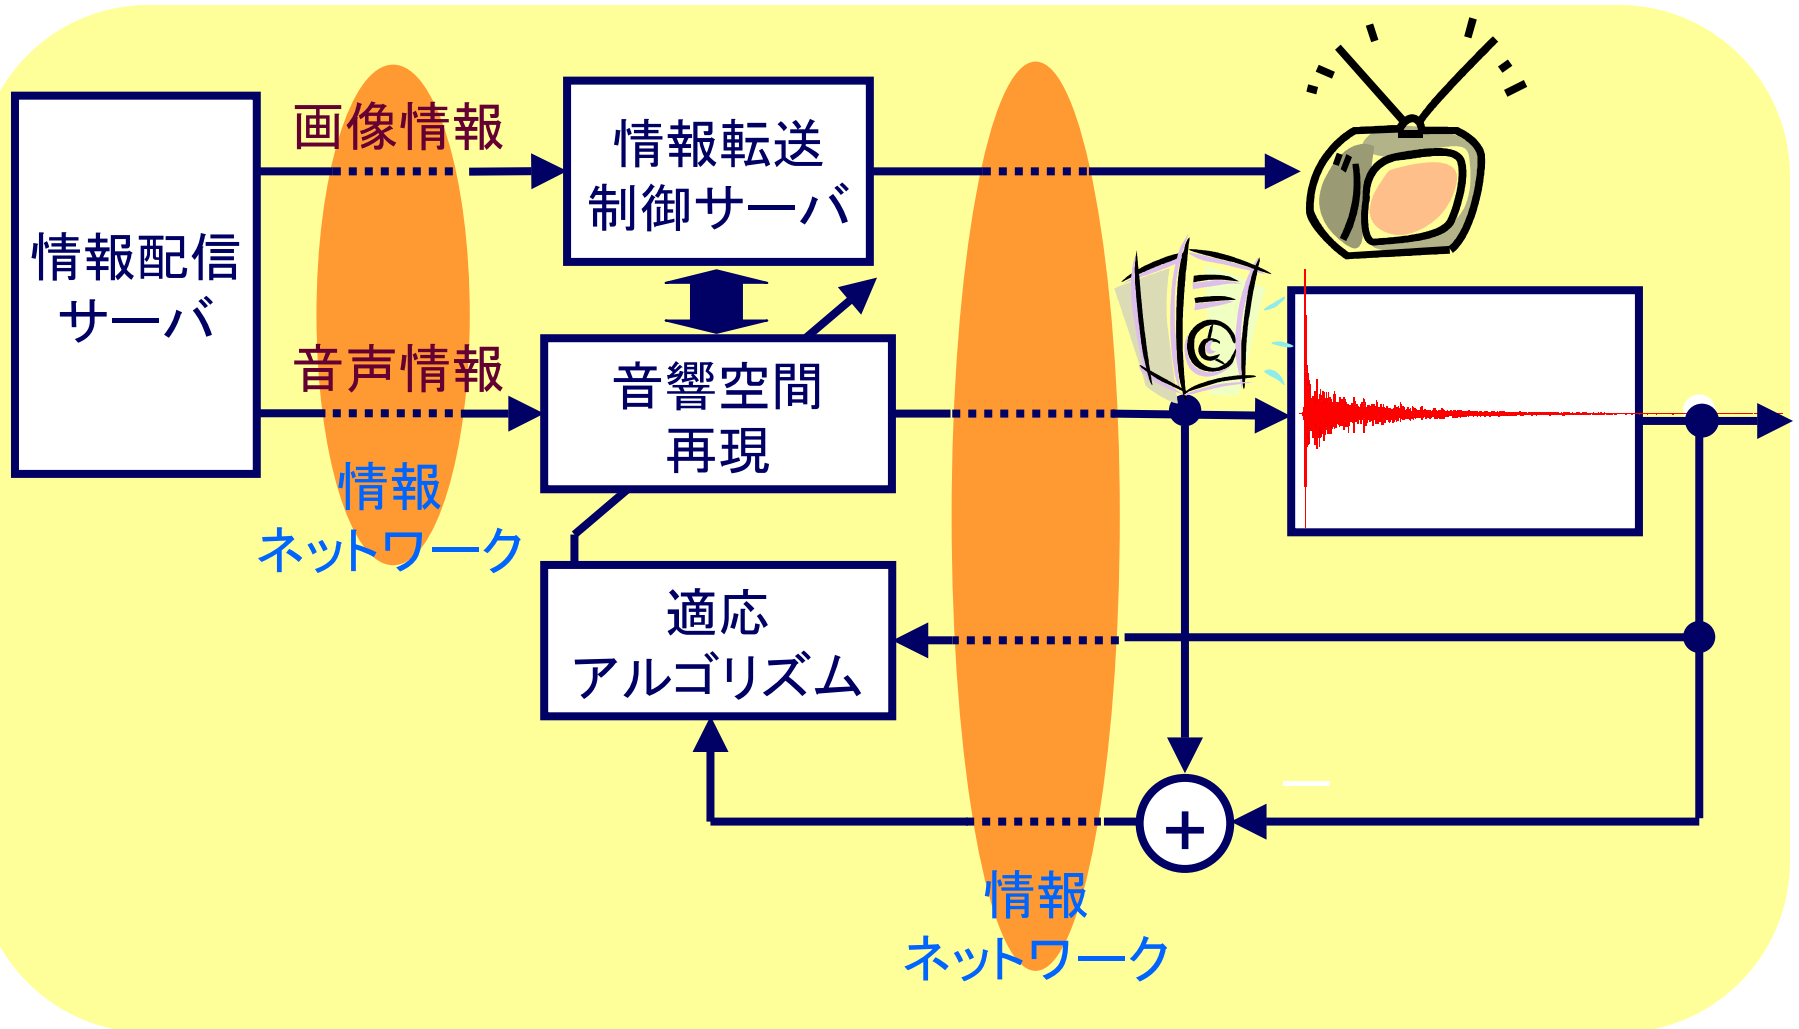 画像情報
情報転送
制御サーバ
情報配信
サーバ
音声情報
音響空間
再現
情報
ネットワーク
適応
アルゴリズム
+
情報
ネットワーク